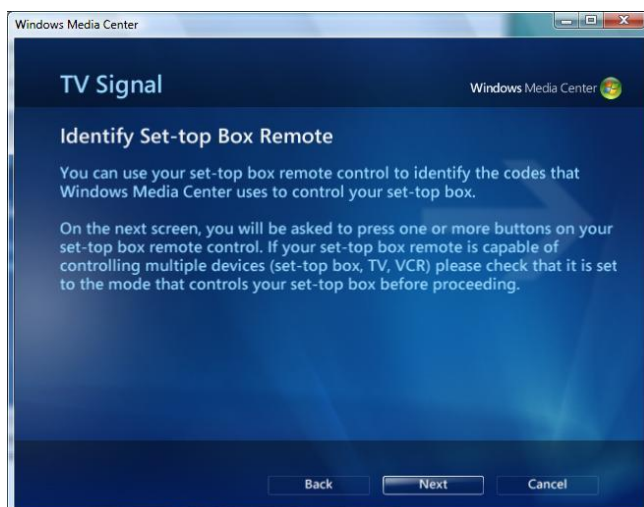 Windows Media Center
TV Signal
Windows Media Center
Identify Set-top Box Remote
You can use your set-top box remote control to identify the codes that
Windows Media Center uses to control your set-top box.
On the next screen, you will be asked to press one or more buttons on your
set-top box remote control. If your set-top box remote is capable of
controlling multiple devices (set-top box, TV, VCR) please check that it is set
to the mode that controls your set-top box before proceeding.
Back Next Cancel